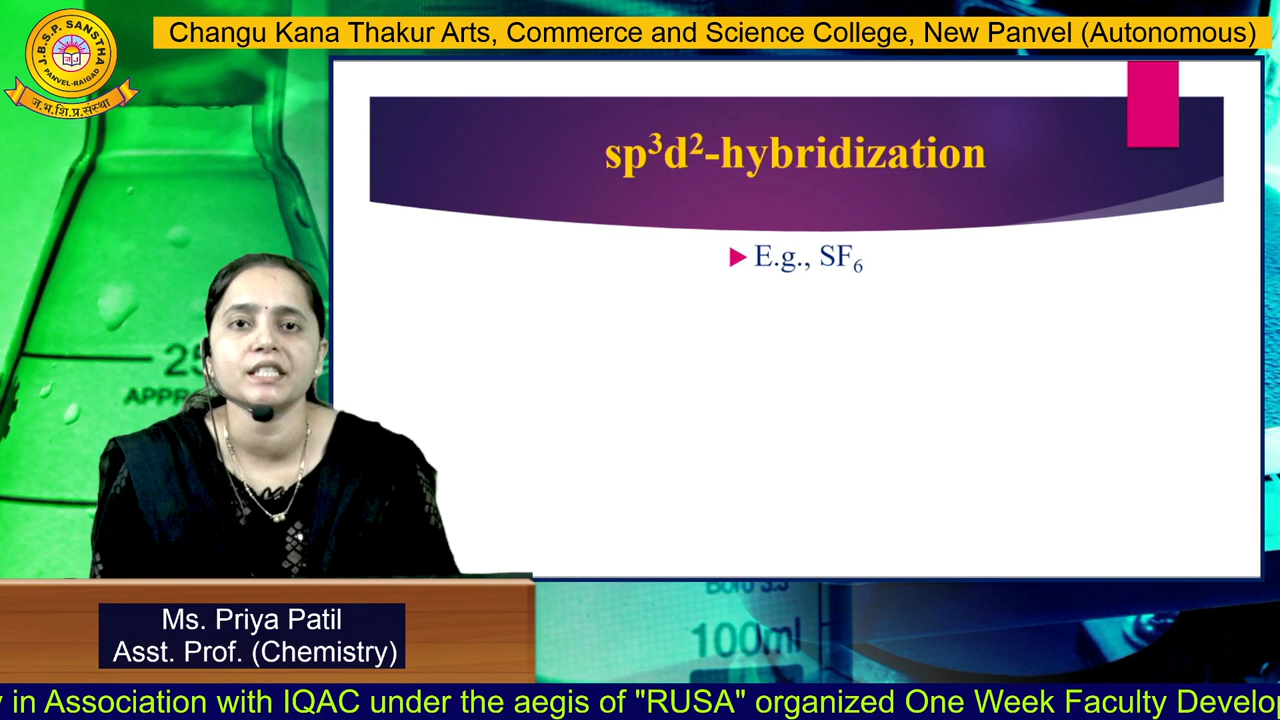 J.B.S.P. SANSTHA
PANVEL-RAIGAD
ज.भ.शि.प्र.संस्था
Changu Kana Thakur Arts, Commerce and Science College, New Panvel (Autonomous)
sp³d²-hybridization
E.g., SF₆
25
APPR
100ml
Ms. Priya Patil
Asst. Prof. (Chemistry)
y in Association with IQAC under the aegis of "RUSA" organized One Week Faculty Develop